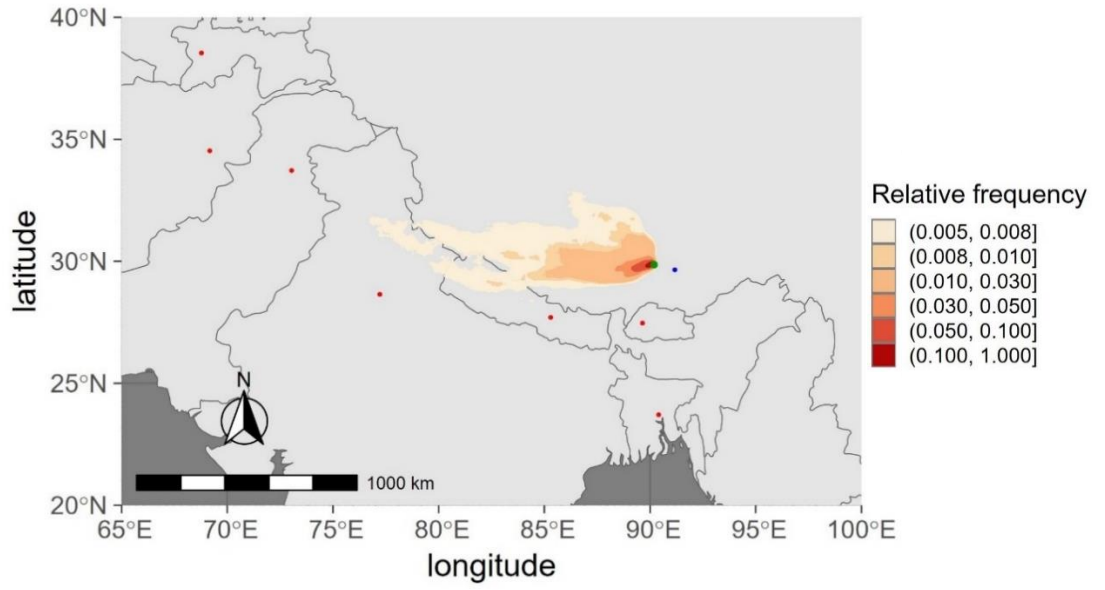 40°N
35°N
30°N
25°N
20°N
latitude
N
1000 km
65°E 70°E 75°E 80°E 85°E 90°E 95°E 100°E
longitude
Relative frequency
(0.005, 0.008]
(0.008, 0.010]
(0.010, 0.030]
(0.030, 0.050]
(0.050, 0.100]
(0.100, 1.000]